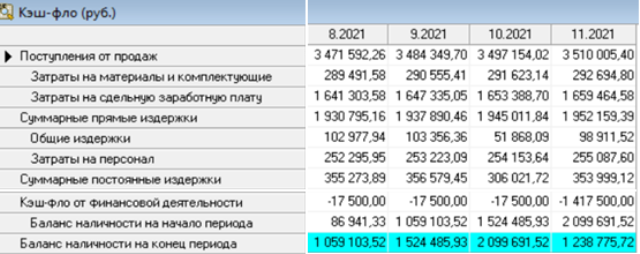 Кэш-фло (руб.)
8.2021 9.2021 10.2021 11.2021
Поступления от продаж 3 471 592,26 3 484 349,70 3 497 154,02 3 510 005,40
Затраты на материалы и комплектующие 289 491,58 290 555,41 291 623,14 292 694,80
Затраты на сдельную заработную плату 1 641 303,58 1 647 335,05 1 653 388,70 1 659 464,58
Суммарные прямые издержки 1 930 795,16 1 937 890,46 1 945 011,84 1 952 159,39
Общие издержки 102 977,94 103 356,36 51 868,09 98 911,52
Затраты на персонал 252 295,95 253 223,09 254 153,64 255 087,60
Суммарные постоянные издержки 355 273,89 356 579,45 306 021,72 353 999,12
Кэш-фло от финансовой деятельности -17 500,00 -17 500,00 -17 500,00 -1 417 500,00
Баланс наличности на начало периода 86 941,33 1 059 103,52 1 524 485,93 2 099 691,52
Баланс наличности на конец периода 1 059 103,52 1 524 485,93 2 099 691,52 1 238 775,72